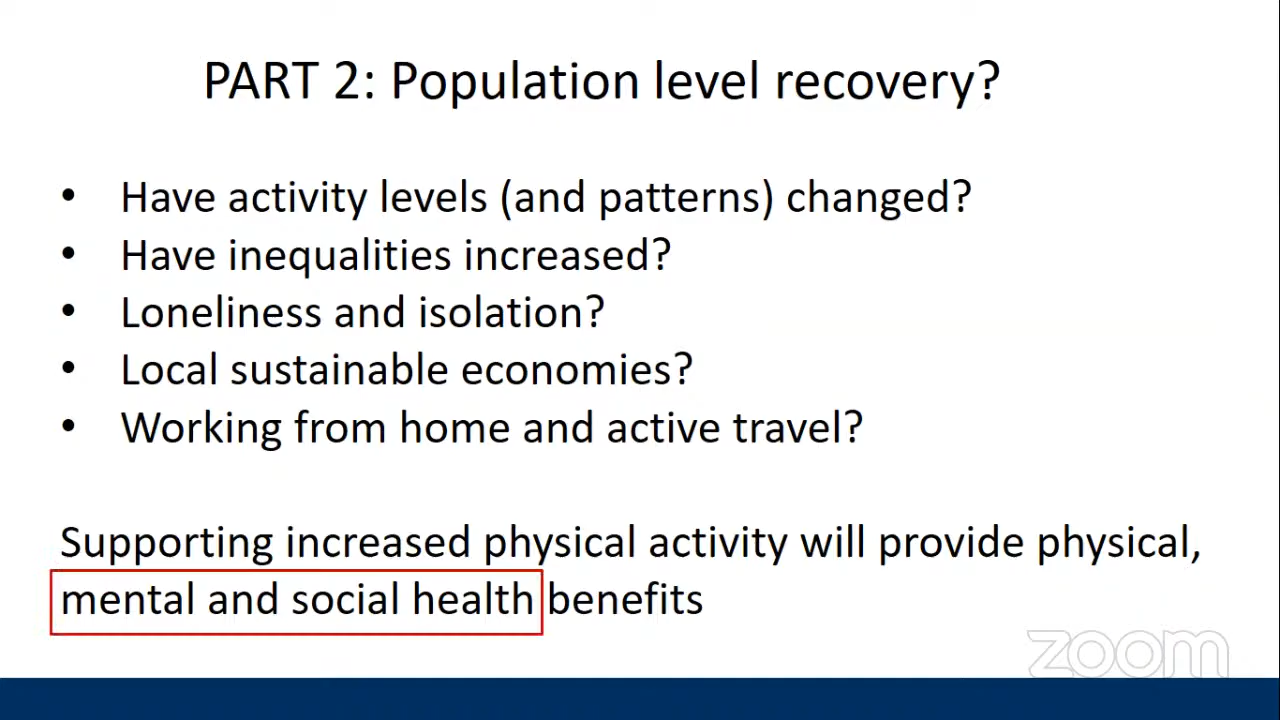 PART 2: Population level recovery?
• Have activity levels (and patterns) changed?
• Have inequalities increased?
• Loneliness and isolation?
• Local sustainable economies?
• Working from home and active travel?
Supporting increased physical activity will provide physical,
mental and social health benefits
zoom